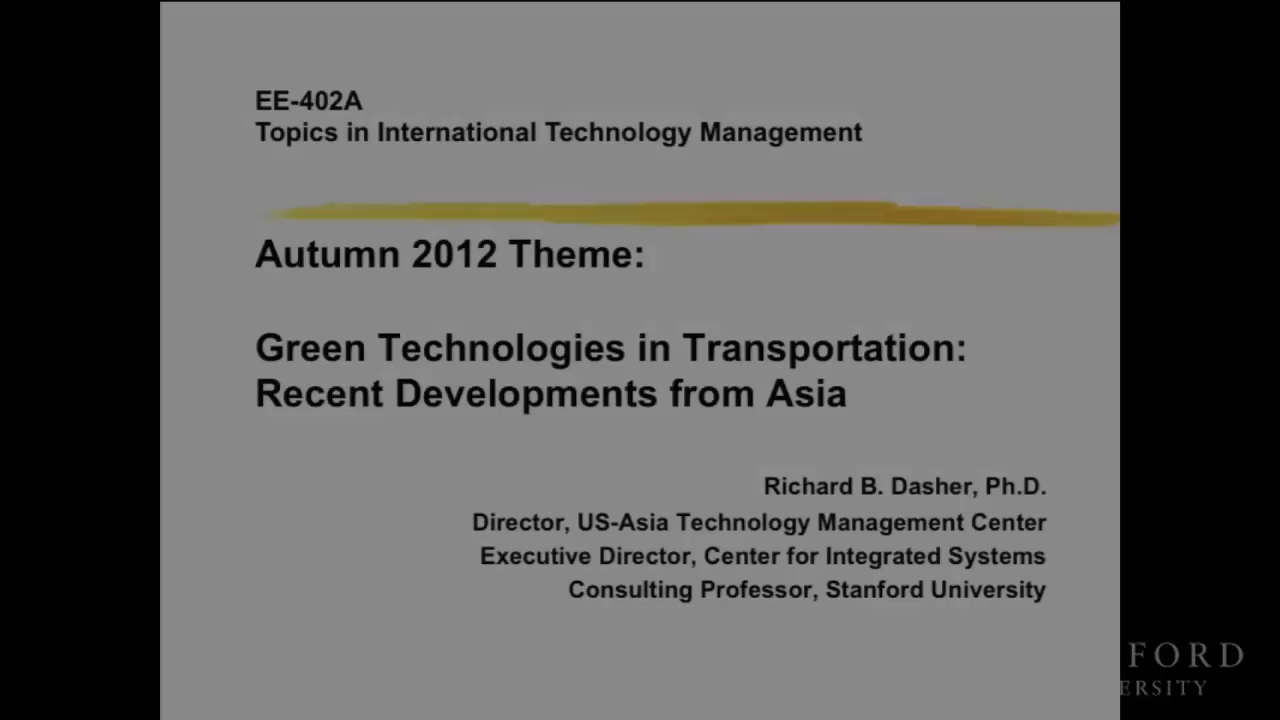 EE-402A
Topics in International Technology Management
Autumn 2012 Theme:
Green Technologies in Transportation:
Recent Developments from Asia
Richard B. Dasher, Ph.D.
Director, US-Asia Technology Management Center
Executive Director, Center for Integrated Systems
Consulting Professor, Stanford University
FORD
ERSITY